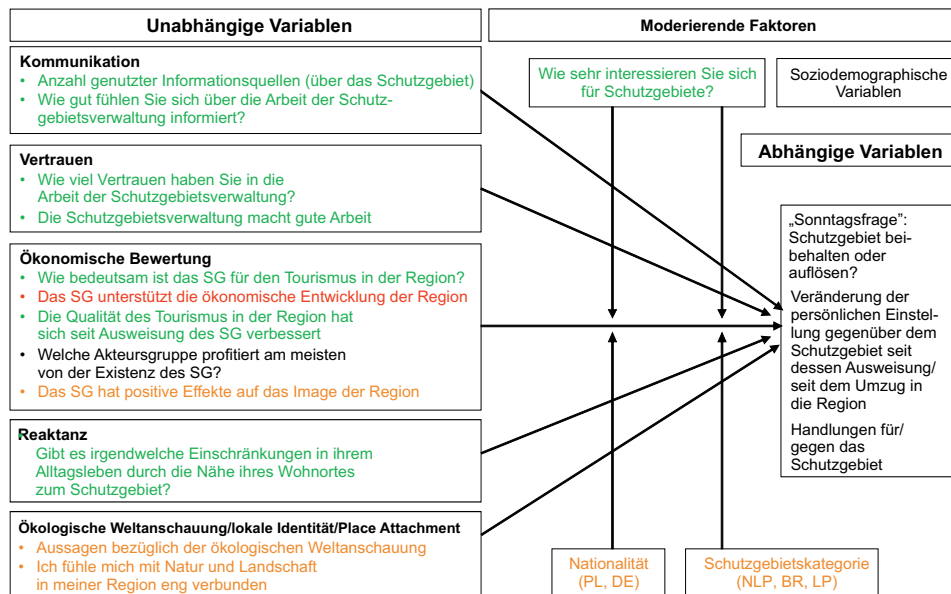 Unabhängige Variablen
Kommunikation
• Anzahl genutzter Informationsquellen (über das Schutzgebiet)
• Wie gut fühlen Sie sich über die Arbeit der Schutz-
gebietsverwaltung informiert?
Vertrauen
• Wie viel Vertrauen haben Sie in die
Arbeit der Schutzgebietsverwaltung?
• Die Schutzgebietsverwaltung macht gute Arbeit
Ökonomische Bewertung
• Wie bedeutsam ist das SG für den Tourismus in der Region?
• Das SG unterstützt die ökonomische Entwicklung der Region
• Die Qualität des Tourismus in der Region hat
sich seit Ausweisung des SG verbessert
• Welche Akteursgruppe profitiert am meisten
von der Existenz des SG?
• Das SG hat positive Effekte auf das Image der Region
Reaktanz
Gibt es irgendwelche Einschränkungen in ihrem
Alltagsleben durch die Nähe ihres Wohnortes
zum Schutzgebiet?
Ökologische Weltanschauung/lokale Identität/Place Attachment
• Aussagen bezüglich der ökologischen Weltanschauung
• Ich fühle mich mit Natur und Landschaft
in meiner Region eng verbunden
Moderierende Faktoren
Wie sehr interessieren Sie sich
für Schutzgebiete?
Soziodemographische
Variablen
Abhängige Variablen
„Sonntagsfrage”:
Schutzgebiet bei-
behalten oder
auflösen?
Veränderung der
persönlichen Einstel-
lung gegenüber dem
Schutzgebiet seit
dessen Ausweisung/
seit dem Umzug in
die Region
Handlungen für/
gegen das
Schutzgebiet
Nationalität
(PL, DE)
Schutzgebietskategorie
(NLP, BR, LP)